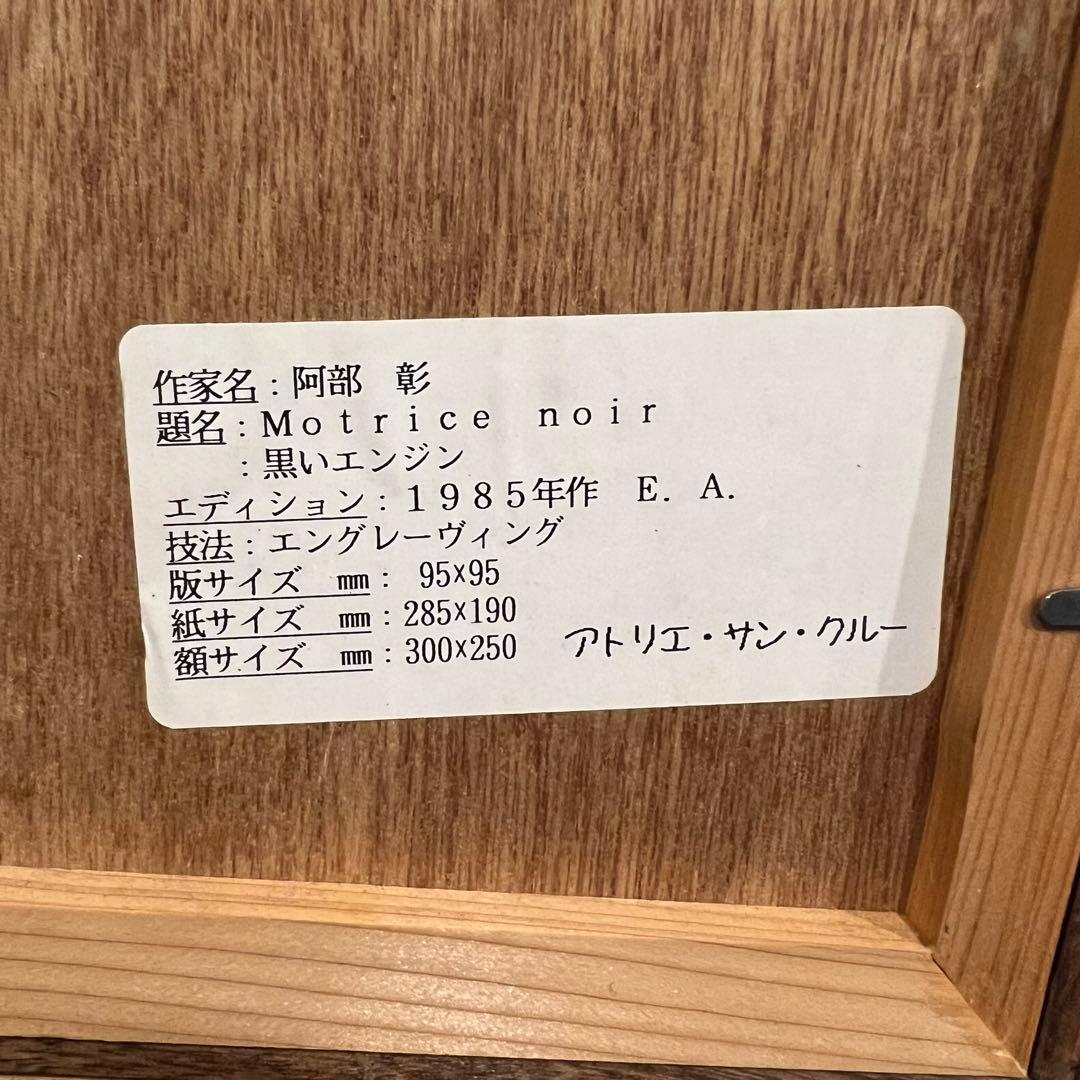 作家名：阿部　彰
題名：Ｍｏｔｒｉｃｅ　ｎｏｉｒ
：黒いエンジン
エディション：１９８５年作　Ｅ．Ａ．
技法：エングレーヴィング
版サイズ　㎜：　95×95
紙サイズ　㎜：285×190
額サイズ　㎜：300×250　アトリエ・サン・クルー